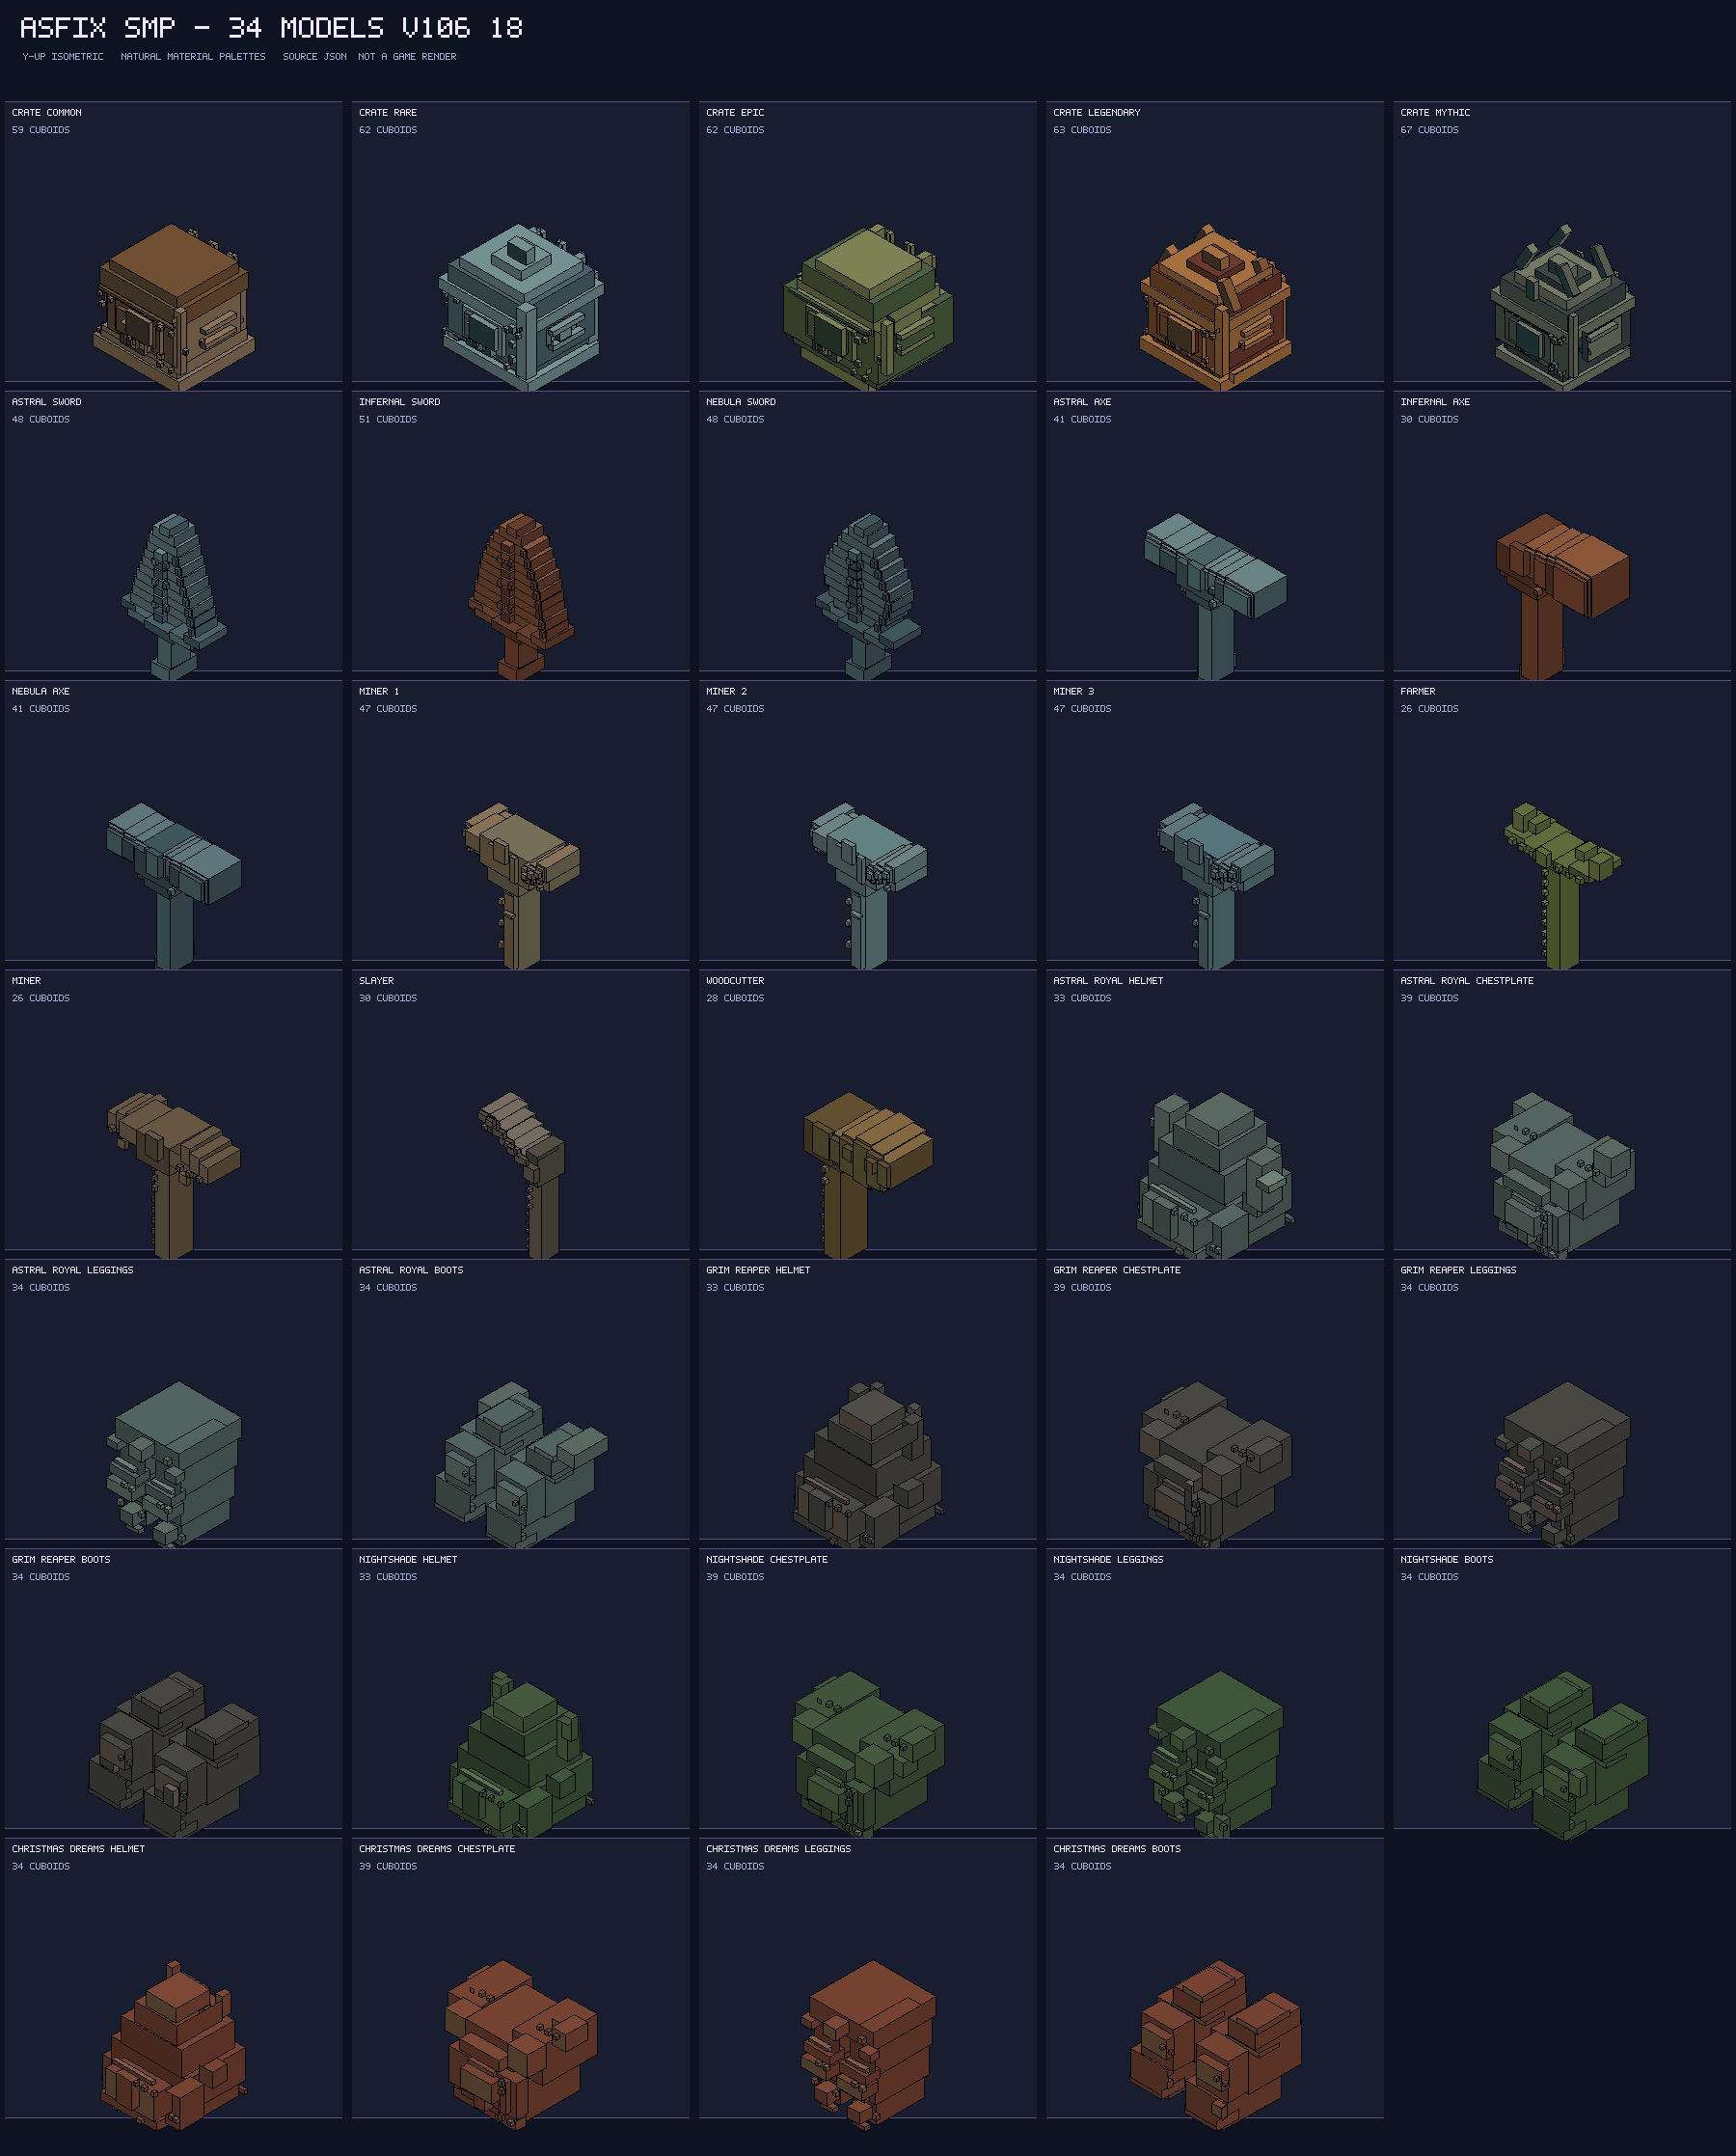 ASFIX SMP - 34 MODELS V106 18
Y-UP ISOMETRIC NATURAL MATERIAL PALETTES SOURCE JSON NOT A GAME RENDER
CRATE COMMON
59 CUBOIDS
CRATE RARE
62 CUBOIDS
CRATE EPIC
62 CUBOIDS
CRATE LEGENDARY
63 CUBOIDS
CRATE MYTHIC
67 CUBOIDS
ASTRAL SWORD
48 CUBOIDS
INFERNAL SWORD
51 CUBOIDS
NEBULA SWORD
48 CUBOIDS
ASTRAL AXE
41 CUBOIDS
INFERNAL AXE
30 CUBOIDS
NEBULA AXE
41 CUBOIDS
MINER 1
47 CUBOIDS
MINER 2
47 CUBOIDS
MINER 3
47 CUBOIDS
FARMER
26 CUBOIDS
MINER
26 CUBOIDS
SLAYER
30 CUBOIDS
WOODCUTTER
28 CUBOIDS
ASTRAL ROYAL HELMET
33 CUBOIDS
ASTRAL ROYAL CHESTPLATE
39 CUBOIDS
ASTRAL ROYAL LEGGINGS
34 CUBOIDS
ASTRAL ROYAL BOOTS
34 CUBOIDS
GRIM REAPER HELMET
33 CUBOIDS
GRIM REAPER CHESTPLATE
39 CUBOIDS
GRIM REAPER LEGGINGS
34 CUBOIDS
GRIM REAPER BOOTS
34 CUBOIDS
NIGHTSHADE HELMET
33 CUBOIDS
NIGHTSHADE CHESTPLATE
39 CUBOIDS
NIGHTSHADE LEGGINGS
34 CUBOIDS
NIGHTSHADE BOOTS
34 CUBOIDS
CHRISTMAS DREAMS HELMET
34 CUBOIDS
CHRISTMAS DREAMS CHESTPLATE
39 CUBOIDS
CHRISTMAS DREAMS LEGGINGS
34 CUBOIDS
CHRISTMAS DREAMS BOOTS
34 CUBOIDS